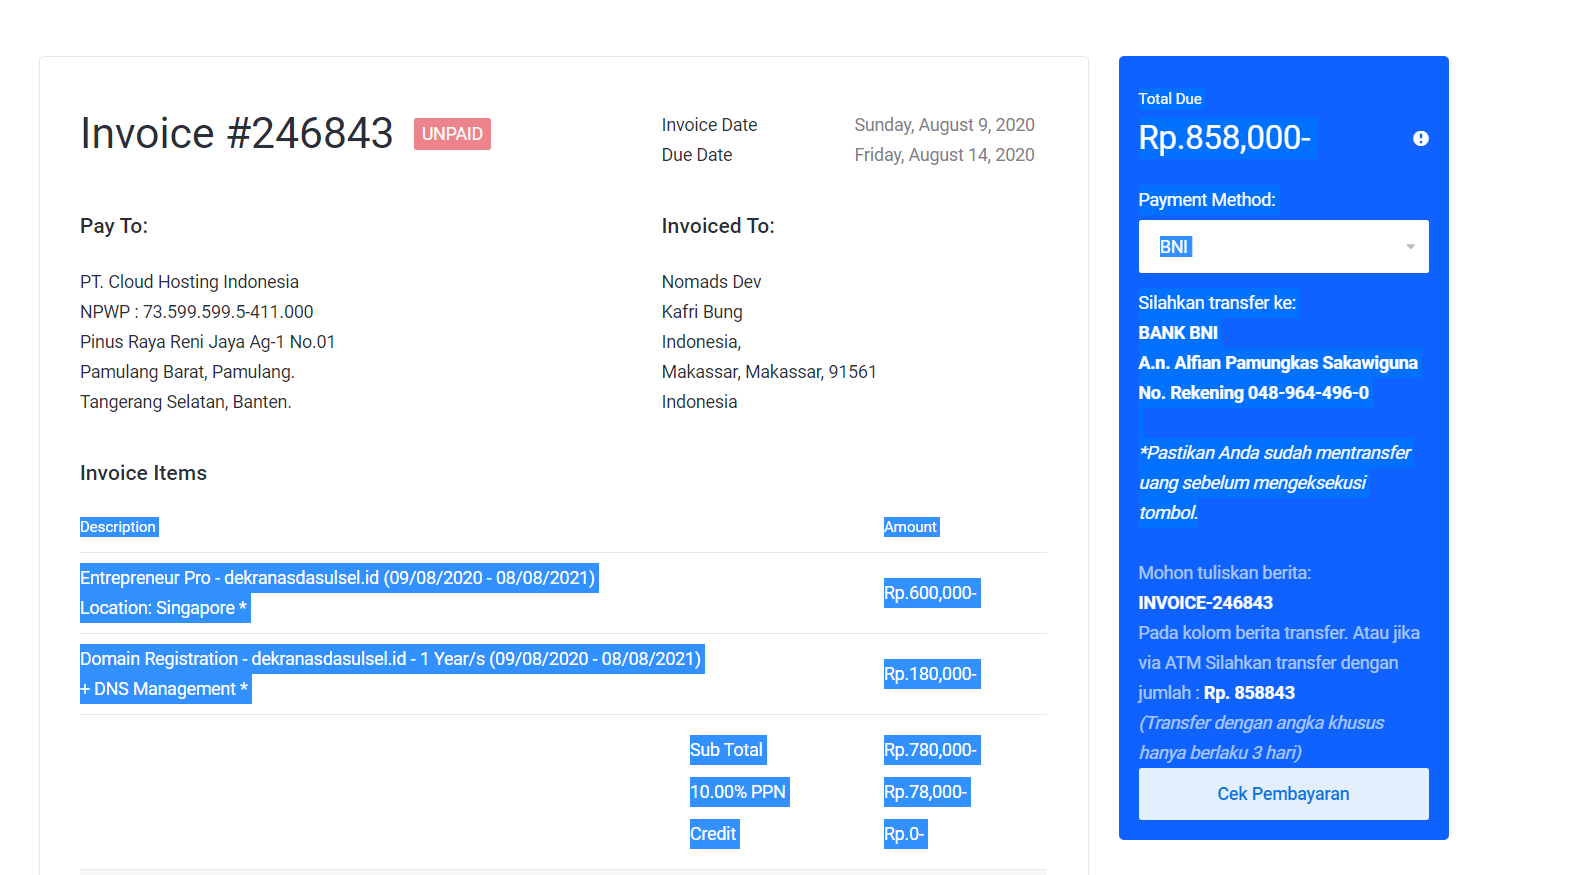 Invoice #246843 UNPAID
Invoice Date Sunday, August 9, 2020
Due Date Friday, August 14, 2020
Pay To:
PT. Cloud Hosting Indonesia
NPWP : 73.599.599.5-411.000
Pinus Raya Reni Jaya Ag-1 No.01
Pamulang Barat, Pamulang.
Tangerang Selatan, Banten.
Invoiced To:
Nomads Dev
Kafri Bung
Indonesia,
Makassar, Makassar, 91561
Indonesia
Invoice Items
Description Amount
Entrepreneur Pro - dekranasdasulsel.id (09/08/2020 - 08/08/2021)
Location: Singapore *
Rp.600,000-
Domain Registration - dekranasdasulsel.id - 1 Year/s (09/08/2020 - 08/08/2021)
+ DNS Management *
Rp.180,000-
Sub Total Rp.780,000-
10.00% PPN Rp.78,000-
Credit Rp.0-
Total Due
Rp.858,000-
Payment Method:
BNI
Silahkan transfer ke:
BANK BNI
A.n. Alfian Pamungkas Sakawiguna
No. Rekening 048-964-496-0
*Pastikan Anda sudah mentransfer
uang sebelum mengeksekusi
tombol.
Mohon tuliskan berita:
INVOICE-246843
Pada kolom berita transfer. Atau jika
via ATM Silahkan transfer dengan
jumlah : Rp. 858843
(Transfer dengan angka khusus
hanya berlaku 3 hari)
Cek Pembayaran